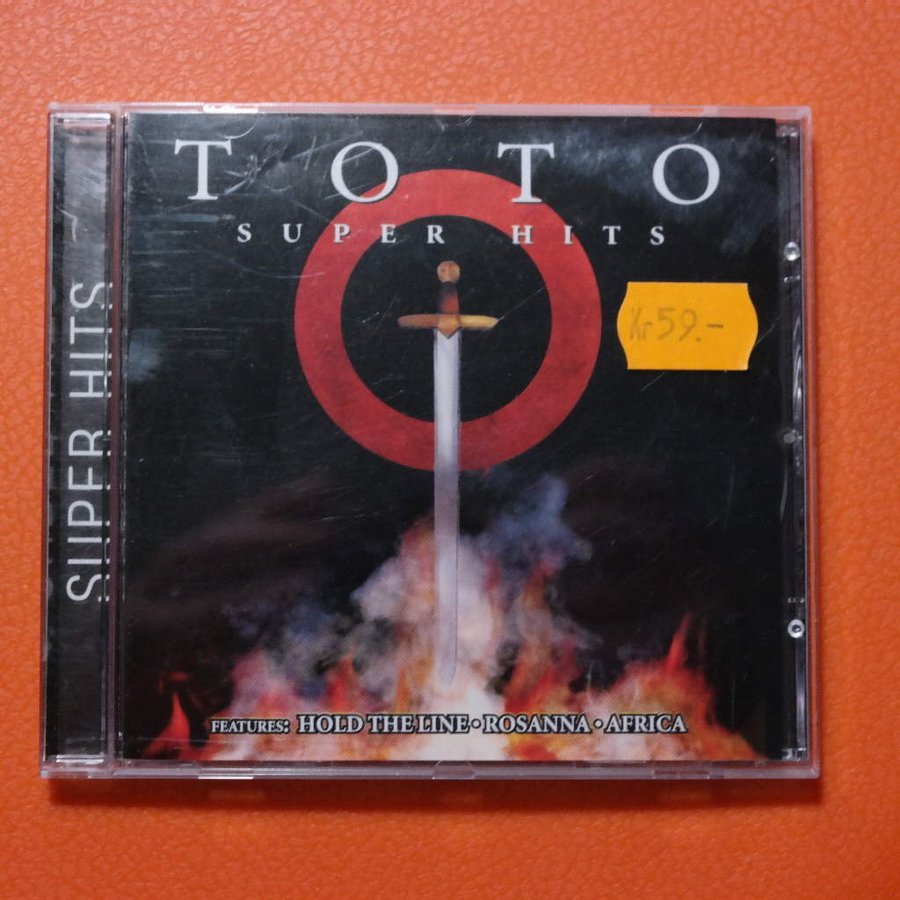 TOTO
SUPER HITS
Kr 59.-
SUPER HITS
FEATURES: HOLD THE LINE • ROSANNA • AFRICA